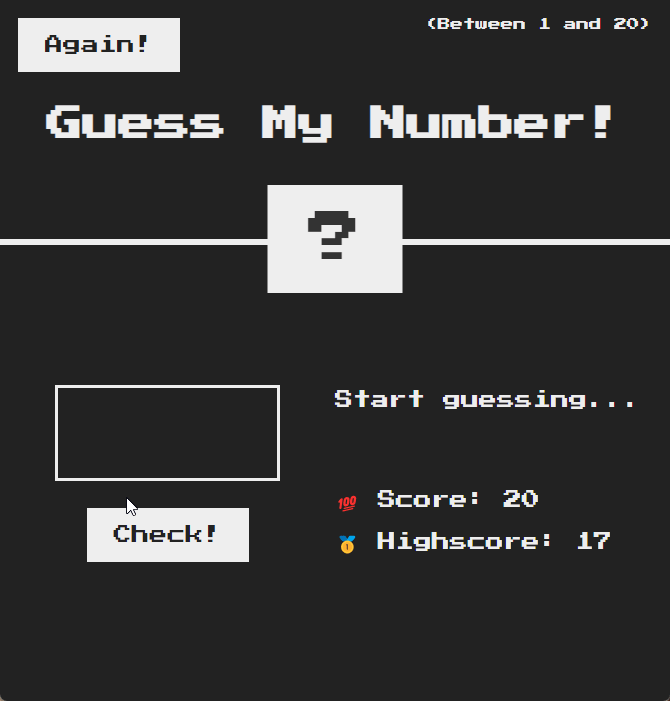 Again!
(Between 1 and 20)
Guess My Number!
?
Start guessing...
Check!
💯 Score: 20
🥇 Highscore: 17